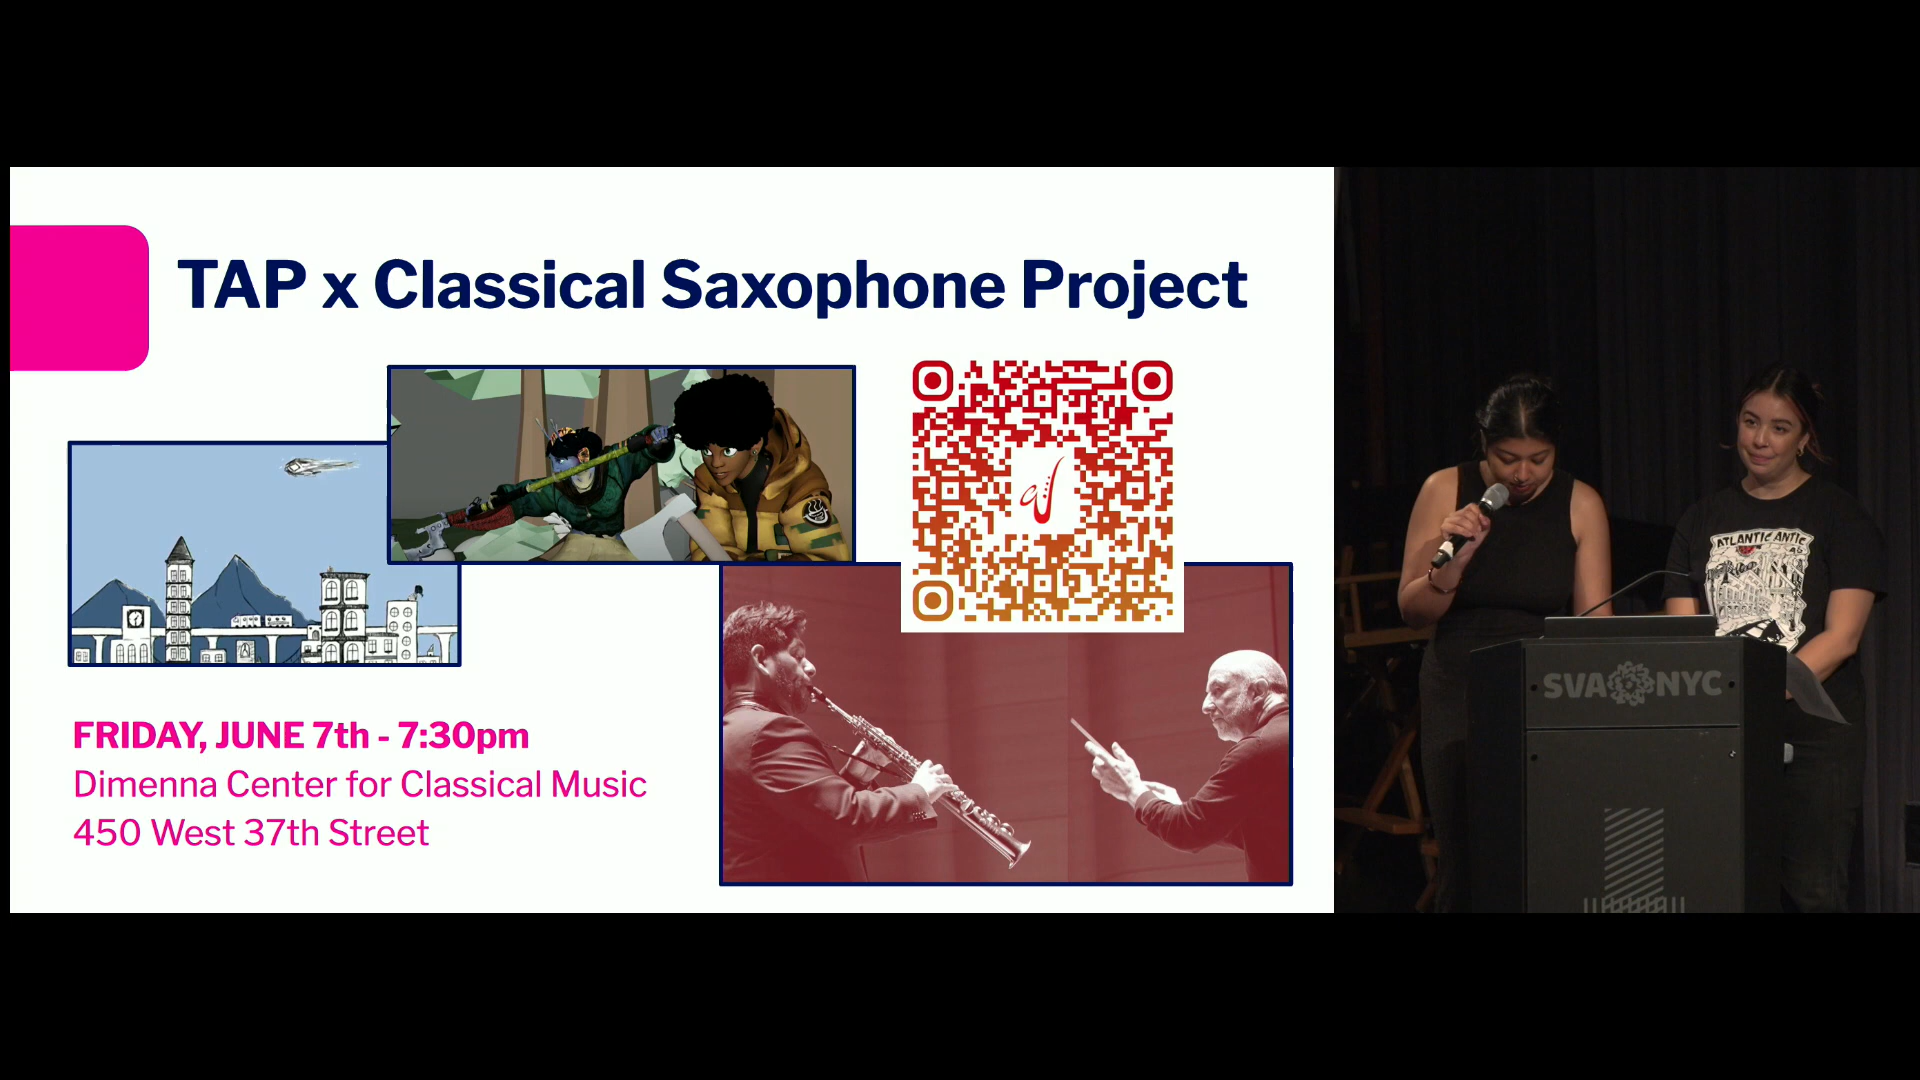 TAP x Classical Saxophone Project
FRIDAY, JUNE 7th - 7:30pm
Dimenna Center for Classical Music
450 West 37th Street
ATLANTIC ANTIC
SVA NYC